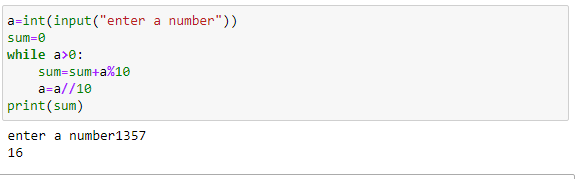 a=int(input("enter a number"))
sum=0
while a>0:
    sum=sum+a%10
    a=a//10
print(sum)
enter a number1357
16